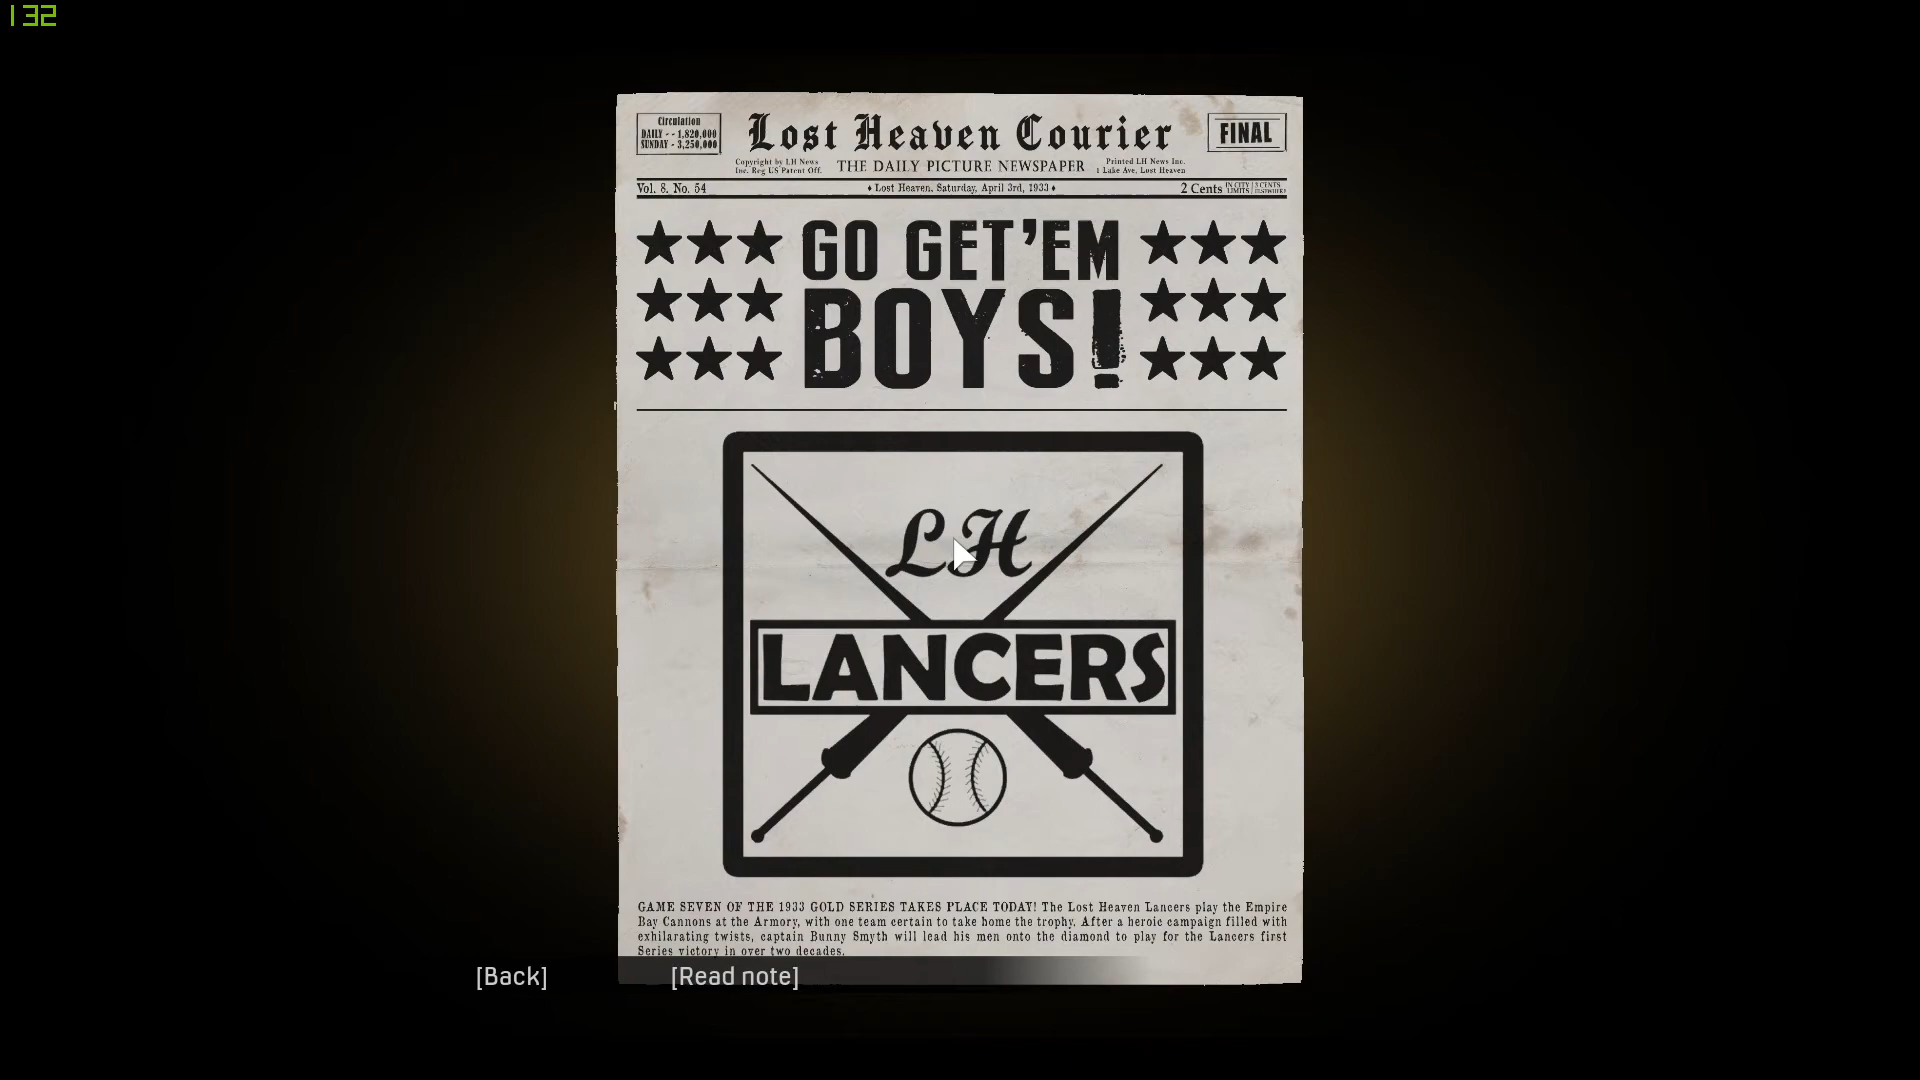 132
Circulation
DAILY - - 1,820,000
SUNDAY - 3,250,000
Lost Heaven Courier
FINAL
Copyright by LH News
Inc. Reg US Patent Off.
THE DAILY PICTURE NEWSPAPER
Printed LH News Inc.
1 Lake Ave, Lost Heaven
Vol. 8. No. 54
♦ Lost Heaven, Saturday, April 3rd, 1933 ♦
2 Cents
IN CITY LIMITS
3 CENTS ELSEWHERE
GO GET'EM
BOYS!
LH
LANCERS
GAME SEVEN OF THE 1933 GOLD SERIES TAKES PLACE TODAY! The Lost Heaven Lancers play the Empire
Bay Cannons at the Armory, with one team certain to take home the trophy. After a heroic campaign filled with
exhilarating twists, captain Bunny Smyth will lead his men onto the diamond to play for the Lancers first
Series victory in over two decades.
[Back]
[Read note]